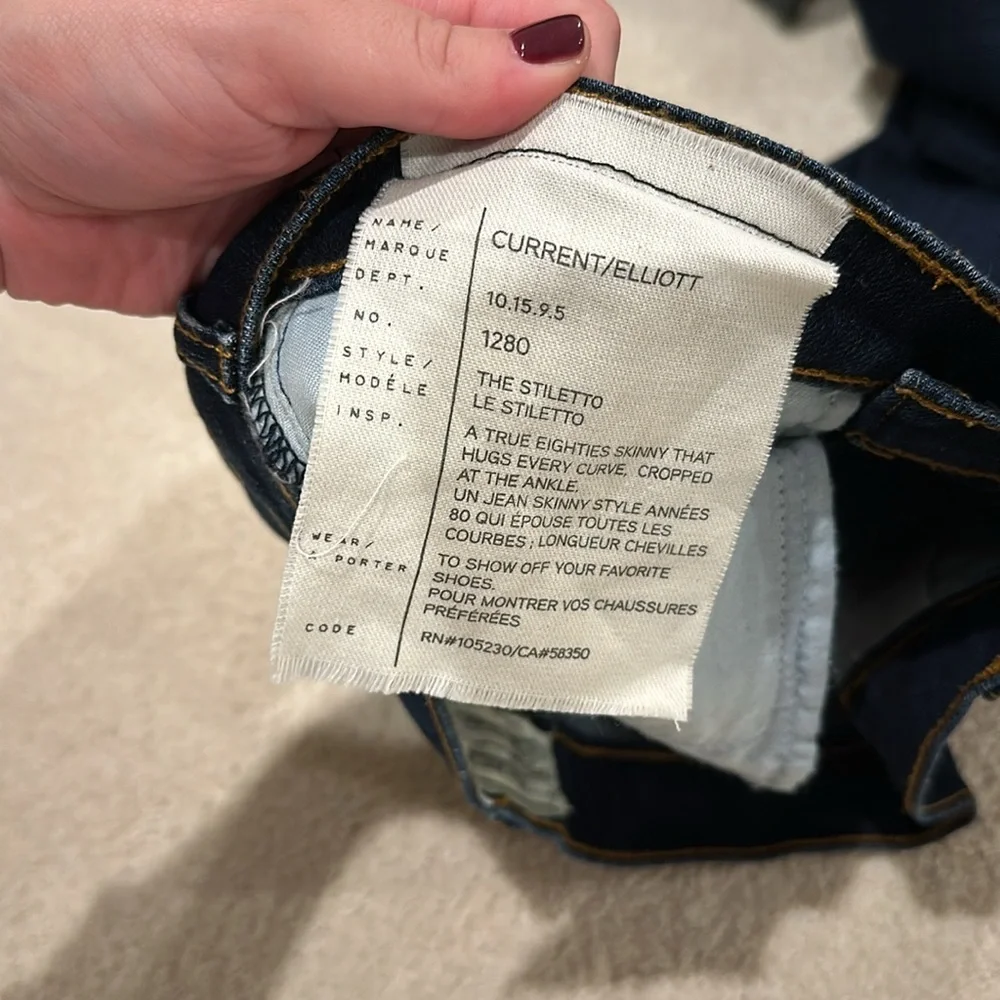 NAME/ CURRENT/ELLIOTT
MARQUE
DEPT. 10.15.9.5
NO. 1280
STYLE/ THE STILETTO
MODÉLE LE STILETTO
INSP. A TRUE EIGHTIES SKINNY THAT
HUGS EVERY CURVE, CROPPED
AT THE ANKLE.
UN JEAN SKINNY STYLE ANNÉES
80 QUI ÉPOUSE TOUTES LES
COURBES ; LONGUEUR CHEVILLES
WEAR/ TO SHOW OFF YOUR FAVORITE
PORTER SHOES.
POUR MONTRER VOS CHAUSSURES
PRÉFÉRÉES
CODE RN#105230/CA#58350